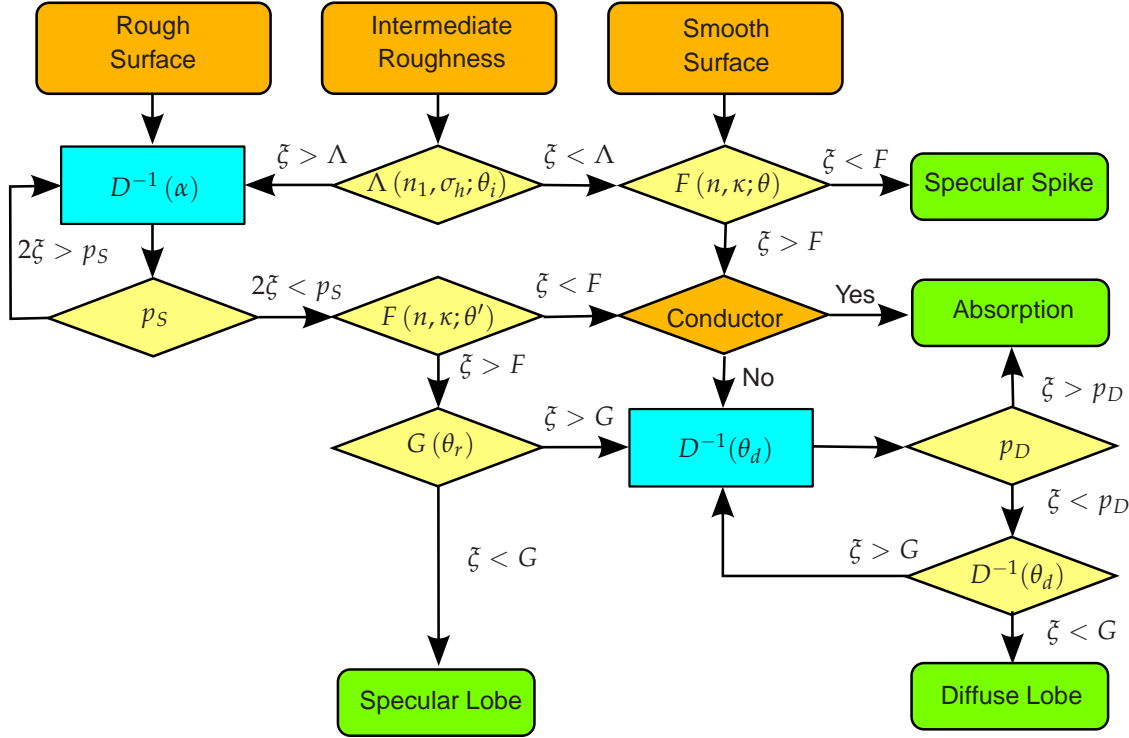 Rough
Surface
Intermediate
Roughness
Smooth
Surface
ξ > Λ
ξ < Λ
ξ < F
D⁻¹ (α)
Λ (n₁, σₕ; θᵢ)
F (n, κ; θ)
Specular Spike
2ξ > p_S
ξ > F
2ξ < p_S
ξ < F
Yes
p_S
F (n, κ; θ′)
Conductor
Absorption
ξ > F
No
ξ > p_D
ξ > G
G (θᵣ)
D⁻¹(θ_d)
p_D
ξ < p_D
ξ < G
ξ > G
D⁻¹(θ_d)
ξ < G
Specular Lobe
Diffuse Lobe